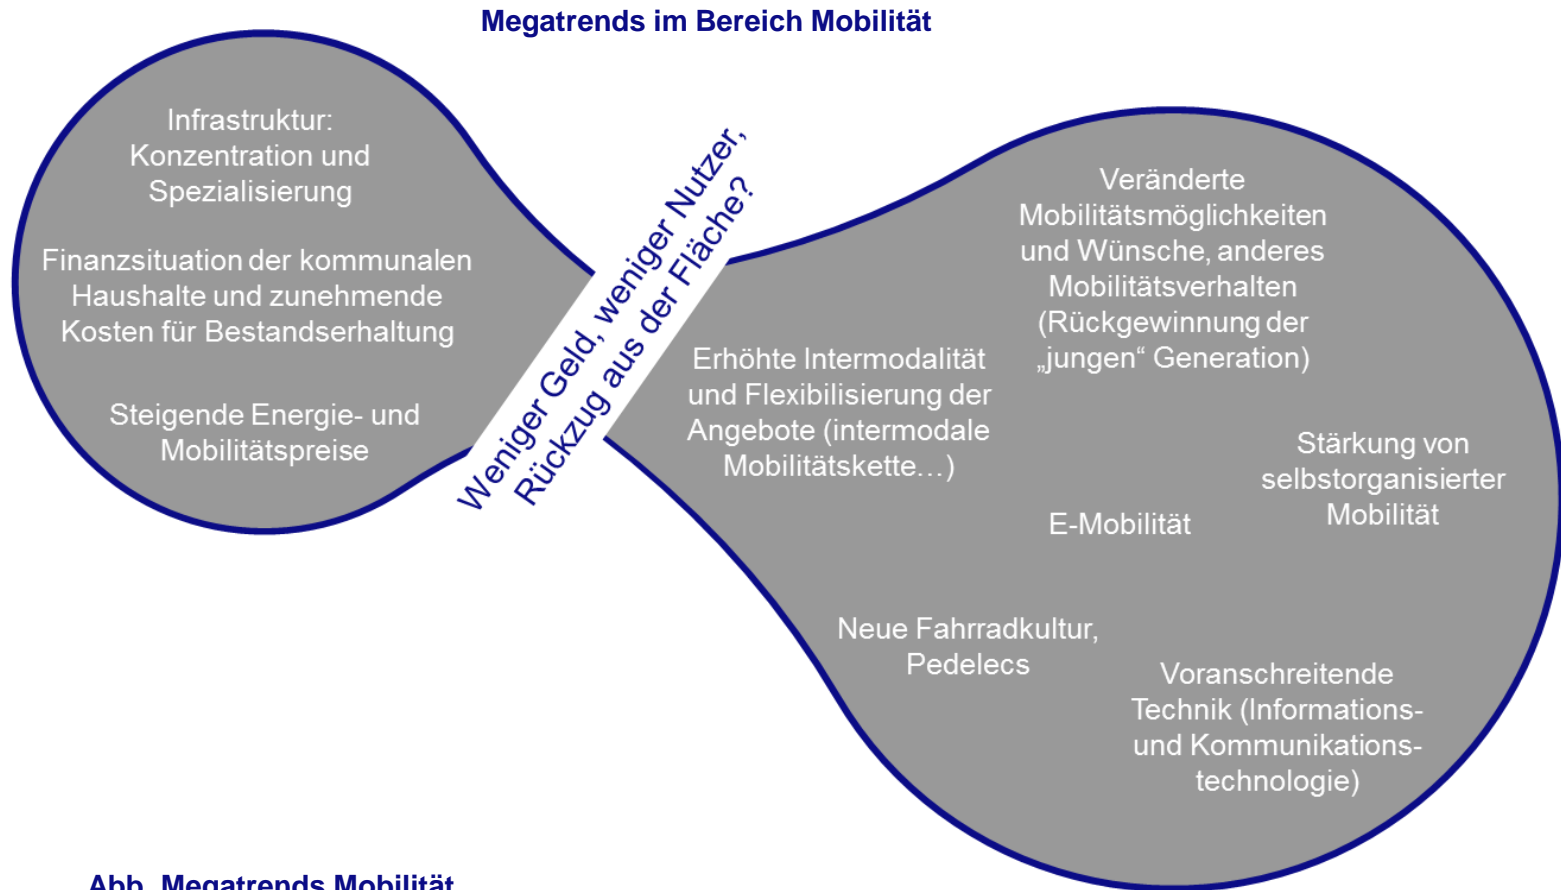 Megatrends im Bereich Mobilität
Infrastruktur:
Konzentration und
Spezialisierung
Finanzsituation der kommunalen
Haushalte und zunehmende
Kosten für Bestandserhaltung
Steigende Energie- und
Mobilitätspreise
Weniger Geld, weniger Nutzer,
Rückzug aus der Fläche?
Veränderte
Mobilitätsmöglichkeiten
und Wünsche, anderes
Mobilitätsverhalten
(Rückgewinnung der
„jungen“ Generation)
Erhöhte Intermodalität
und Flexibilisierung der
Angebote (intermodale
Mobilitätskette…)
Stärkung von
selbstorganisierter
Mobilität
E-Mobilität
Neue Fahrradkultur,
Pedelecs
Voranschreitende
Technik (Informations-
und Kommunikations-
technologie)
Abb. Megatrends Mobilität